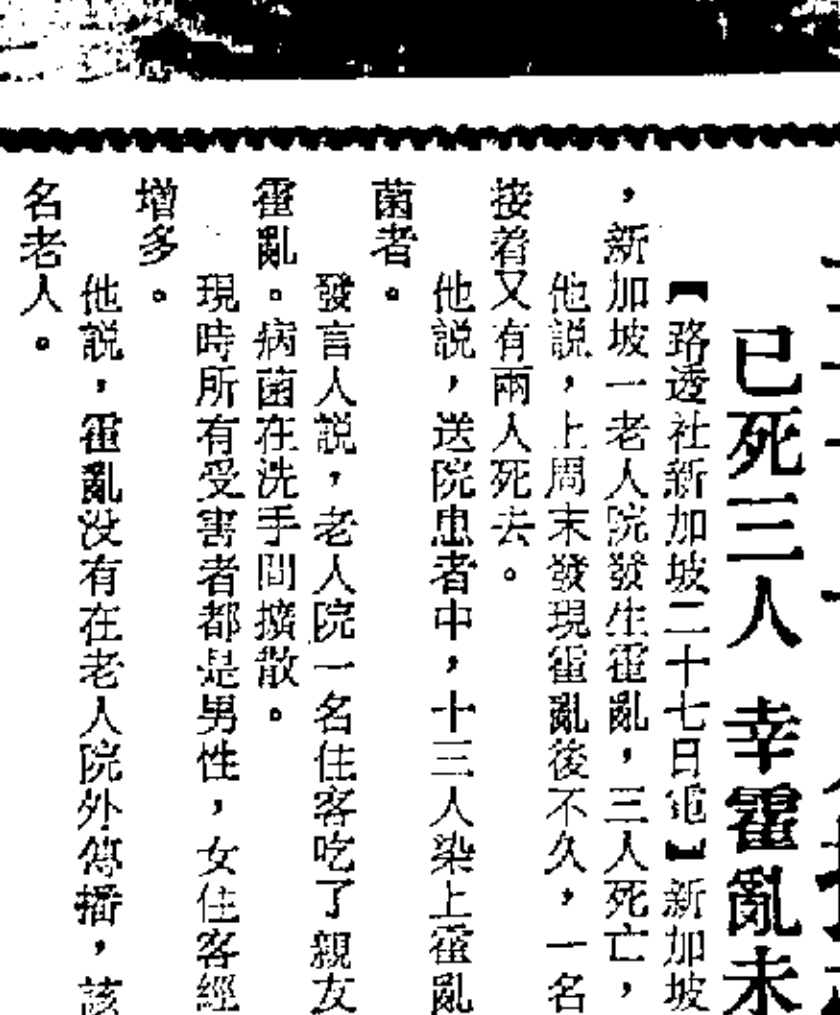 已死三人 幸霍亂未
【路透社新加坡二十七日電】新加坡
，新加坡一老人院發生霍亂，三人死亡，
他説，上周末發現霍亂後不久，一名
接着又有兩人死去。
他説，送院患者中，十三人染上霍亂
菌者。
發言人説，老人院一名住客吃了親友
霍亂。病菌在洗手間擴散。
現時所有受害者都是男性，女住客經
增多。
他説，霍亂没有在老人院外傳播，該
名老人。